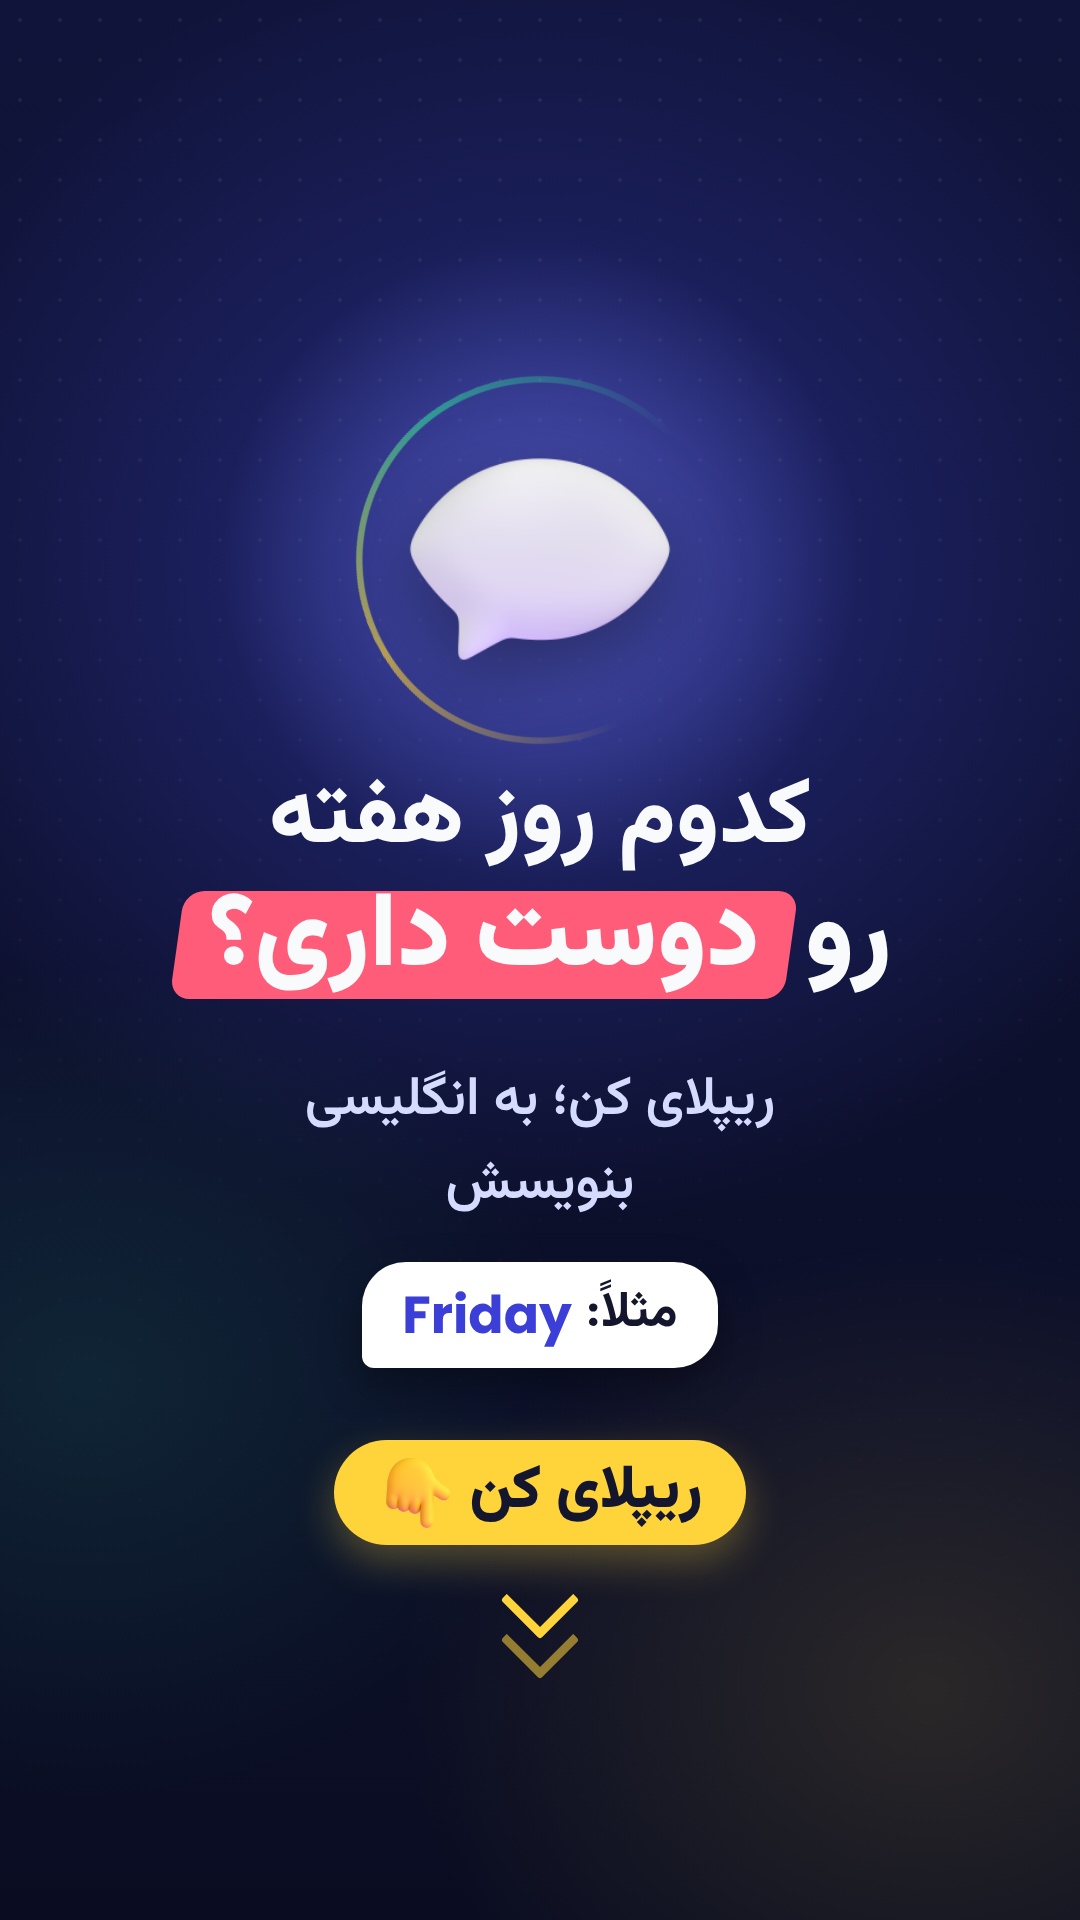 کدوم روز هفته
رو دوست داری؟
ریپلای کن؛ به انگلیسی
بنویسش
مثلاً: Friday
ریپلای کن 👇